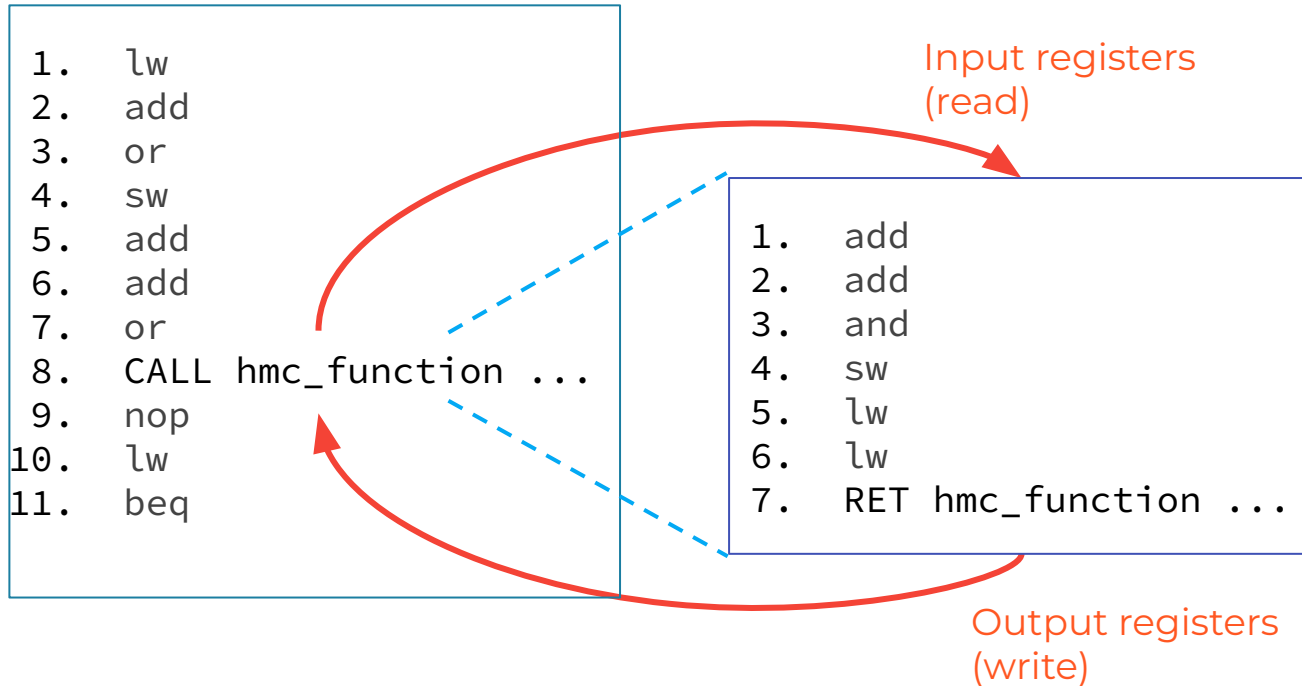 1. lw
2. add
3. or
4. sw
5. add
6. add
7. or
8. CALL hmc_function ...
9. nop
10. lw
11. beq
Input registers
(read)
1. add
2. add
3. and
4. sw
5. lw
6. lw
7. RET hmc_function ...
Output registers
(write)